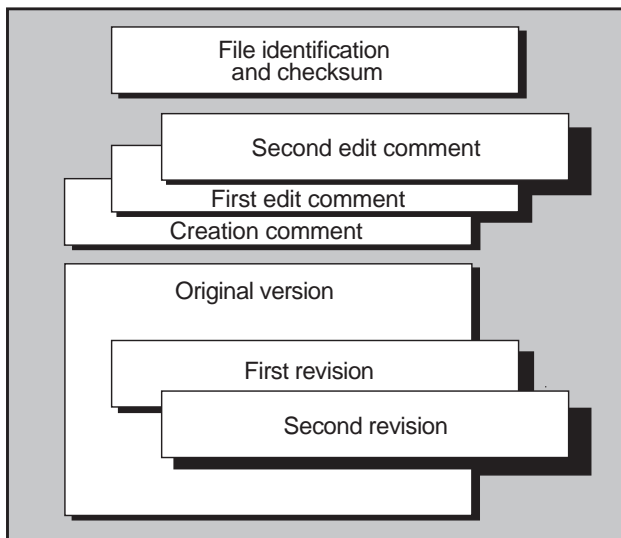 File identification
and checksum
Second edit comment
First edit comment
Creation comment
Original version
First revision
Second revision